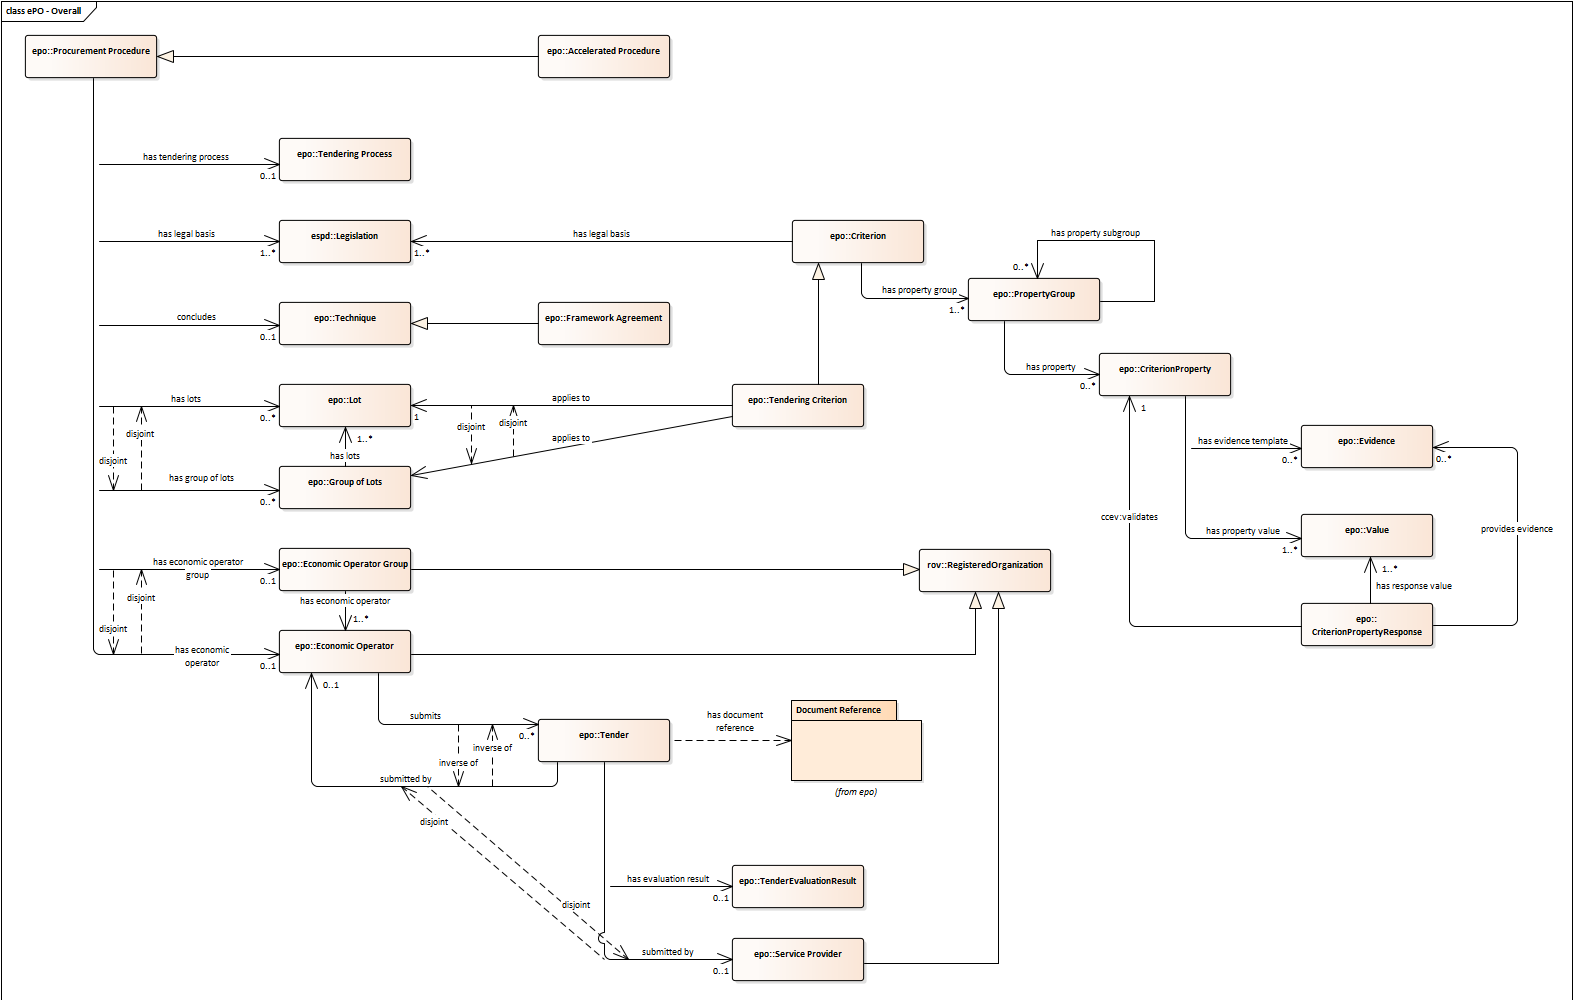 class ePO - Overall
epo::Procurement Procedure
epo::Accelerated Procedure
has tendering process
0..1
epo::Tendering Process
has legal basis
1..*
espd::Legislation
1..*
has legal basis
epo::Criterion
has property subgroup
0..*
has property group
1..*
epo::PropertyGroup
concludes
0..1
epo::Technique
epo::Framework Agreement
has property
0..*
epo::CriterionProperty
has lots
0..*
epo::Lot
1
applies to
epo::Tendering Criterion
1
disjoint
disjoint
disjoint
disjoint
applies to
1..*
has lots
has group of lots
0..*
epo::Group of Lots
has evidence template
0..*
epo::Evidence
0..*
ccev:validates
has property value
1..*
epo::Value
provides evidence
1..*
has response value
epo::
CriterionPropertyResponse
has economic operator
group
0..1
epo::Economic Operator Group
rov::RegisteredOrganization
disjoint
disjoint
has economic operator
1..*
has economic
operator
0..1
epo::Economic Operator
0..1
submits
0..*
epo::Tender
has document
reference
Document Reference
(from epo)
inverse of
inverse of
submitted by
disjoint
has evaluation result
0..1
epo::TenderEvaluationResult
disjoint
submitted by
0..1
epo::Service Provider